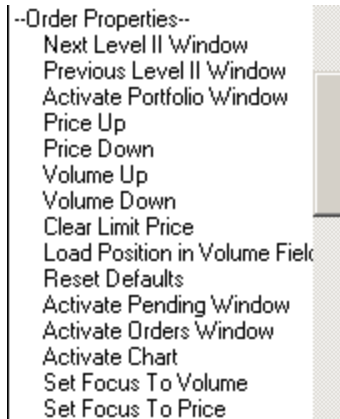 --Order Properties--
Next Level II Window
Previous Level II Window
Activate Portfolio Window
Price Up
Price Down
Volume Up
Volume Down
Clear Limit Price
Load Position in Volume Field
Reset Defaults
Activate Pending Window
Activate Orders Window
Activate Chart
Set Focus To Volume
Set Focus To Price